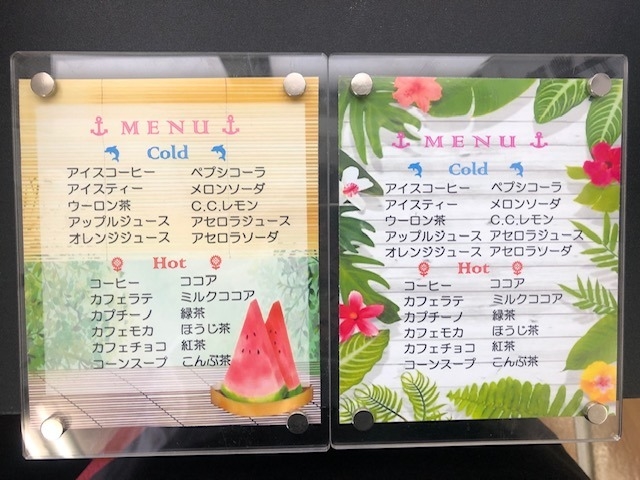 MENU
Cold
アイスコーヒー ペプシコーラ
アイスティー メロンソーダ
ウーロン茶 C.C.レモン
アップルジュース アセロラジュース
オレンジジュース アセロラソーダ
Hot
コーヒー ココア
カフェラテ ミルクココア
カプチーノ 緑茶
カフェモカ ほうじ茶
カフェチョコ 紅茶
コーンスープ こんぶ茶
MENU
Cold
アイスコーヒー ペプシコーラ
アイスティー メロンソーダ
ウーロン茶 C.C.レモン
アップルジュース アセロラジュース
オレンジジュース アセロラソーダ
Hot
コーヒー ココア
カフェラテ ミルクココア
カプチーノ 緑茶
カフェモカ ほうじ茶
カフェチョコ 紅茶
コーンスープ こんぶ茶